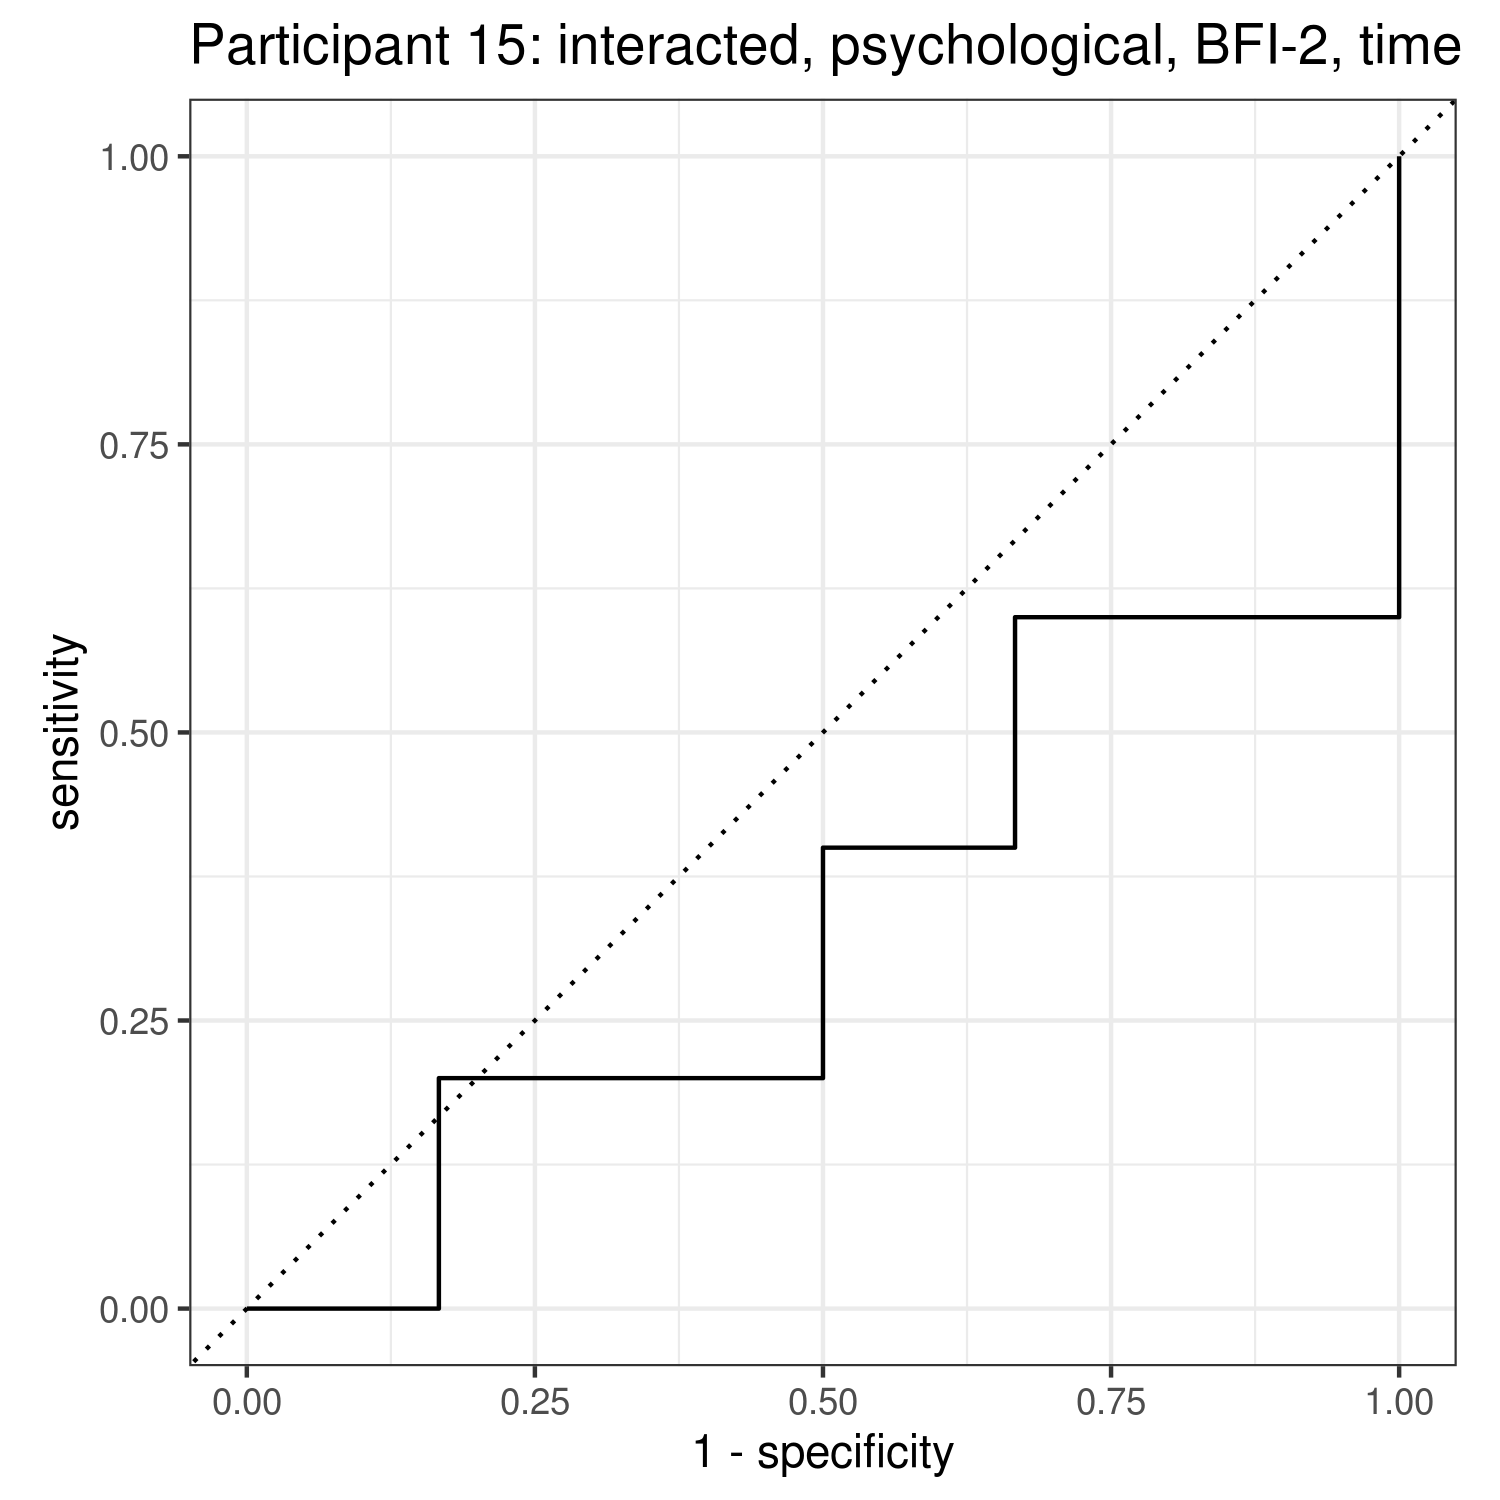 Participant 15: interacted, psychological, BFI-2, time
1.00
0.75
0.50
0.25
0.00
sensitivity
0.00 0.25 0.50 0.75 1.00
1 - specificity